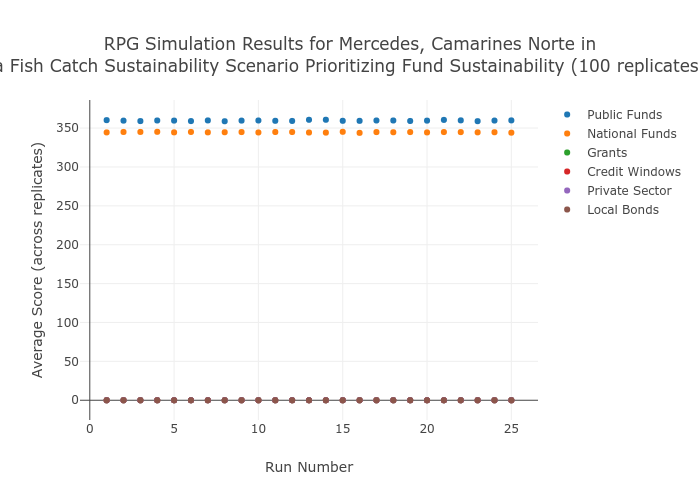 RPG Simulation Results for Mercedes, Camarines Norte in
a Fish Catch Sustainability Scenario Prioritizing Fund Sustainability (100 replicates
Public Funds
National Funds
Grants
Credit Windows
Private Sector
Local Bonds
Average Score (across replicates)
350
300
250
200
150
100
50
0
0
5
10
15
20
25
Run Number